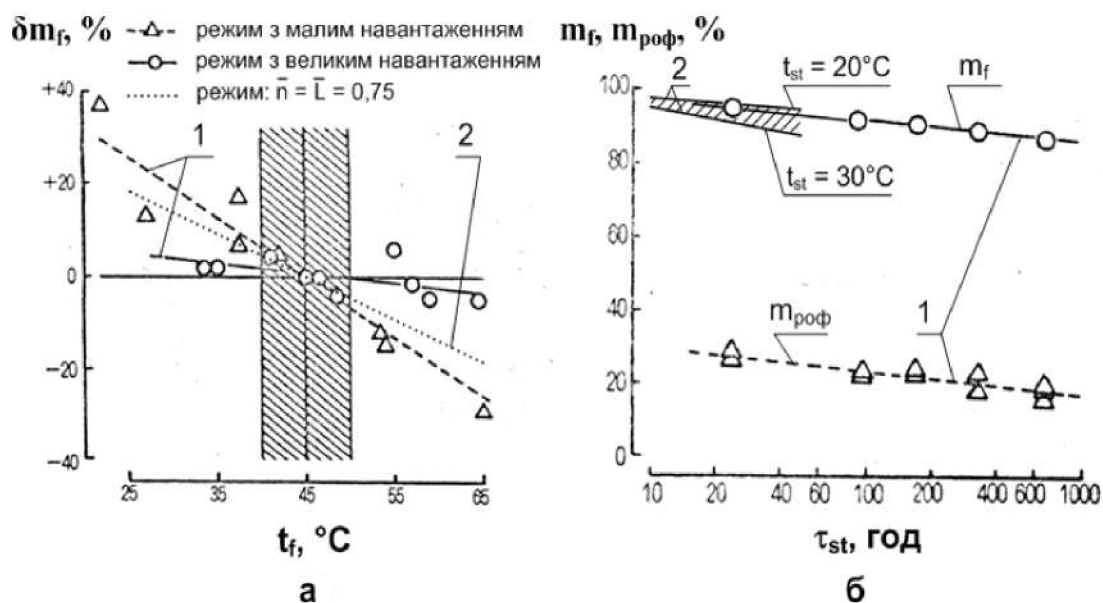 δm_f, %
режим з малим навантаженням
режим з великим навантаженням
режим: n̄ = L̄ = 0,75
+40
+20
0
−20
−40
1
2
1
25 35 45 55 65
t_f, °C
а
m_f, m_роф, %
2
t_st = 20°C
m_f
t_st = 30°C
100
80
60
40
20
0
m_роф
1
10 20 40 60 100 200 400 600 1000
τ_st, год
б